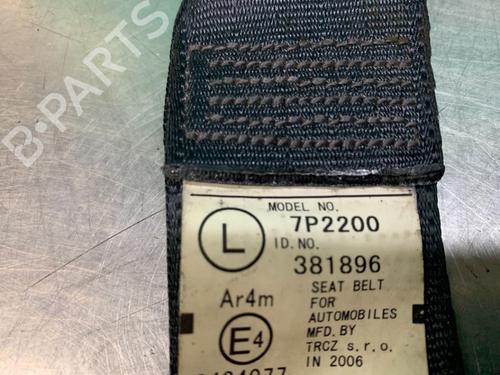 B-PARTS
MODEL NO.
L 7P2200
ID.NO.
381896
Ar4m SEAT BELT
FOR
E4 AUTOMOBILES
MFD.BY
TRCZ s.r.o.
IN 2006